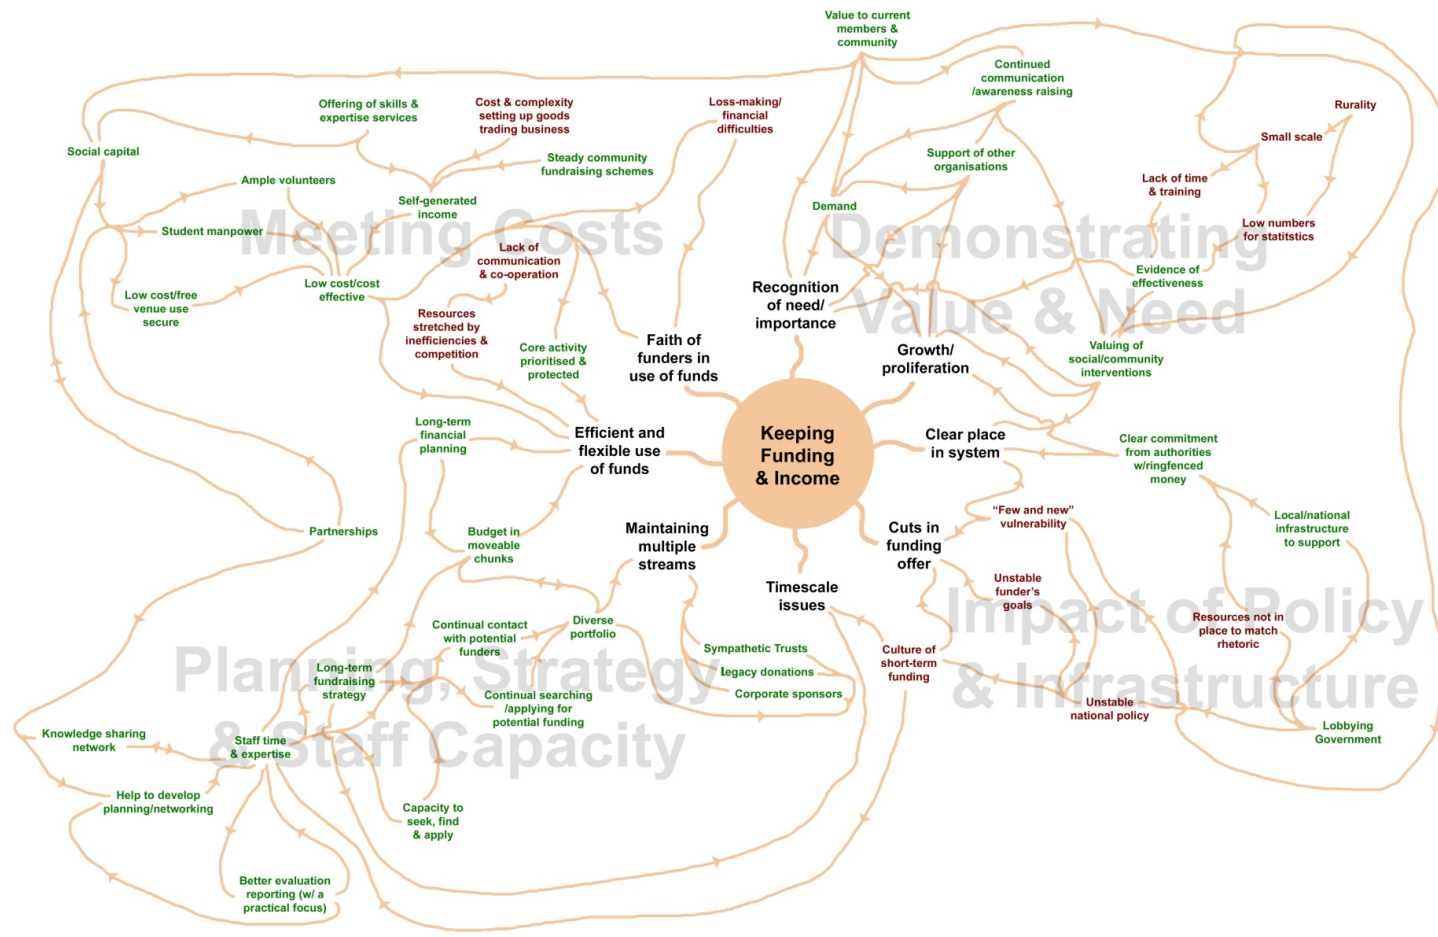 Value to current
members &
community
Continued
communication
/awareness raising
Offering of skills &
expertise services
Cost & complexity
setting up goods
trading business
Loss-making/
financial
difficulties
Rurality
Small scale
Social capital
Steady community
fundraising schemes
Support of other
organisations
Lack of time
& training
Ample volunteers
Self-generated
income
Demand
Student manpower
Low numbers
for statitstics
Meeting Costs
Demonstrating
Value & Need
Lack of
communication
& co-operation
Low cost/cost
effective
Low cost/free
venue use
secure
Evidence of
effectiveness
Recognition
of need/
importance
Resources
stretched by
inefficiencies &
competition
Core activity
prioritised &
protected
Faith of
funders in
use of funds
Growth/
proliferation
Valuing of
social/community
interventions
Long-term
financial
planning
Efficient and
flexible use
of funds
Keeping
Funding
& Income
Clear place
in system
Clear commitment
from authorities
w/ringfenced
money
Partnerships
Budget in
moveable
chunks
Maintaining
multiple
streams
Timescale
issues
Cuts in
funding
offer
"Few and new"
vulnerability
Local/national
infrastructure
to support
Unstable
funder's
goals
Impact of Policy
& Infrastructure
Resources not in
place to match
rhetoric
Planning, Strategy
& Staff Capacity
Continual contact
with potential
funders
Diverse
portfolio
Sympathetic Trusts
Legacy donations
Corporate sponsors
Culture of
short-term
funding
Long-term
fundraising
strategy
Continual searching
/applying for
potential funding
Unstable
national policy
Lobbying
Government
Knowledge sharing
network
Staff time
& expertise
Help to develop
planning/networking
Capacity to
seek, find
& apply
Better evaluation
reporting (w/ a
practical focus)